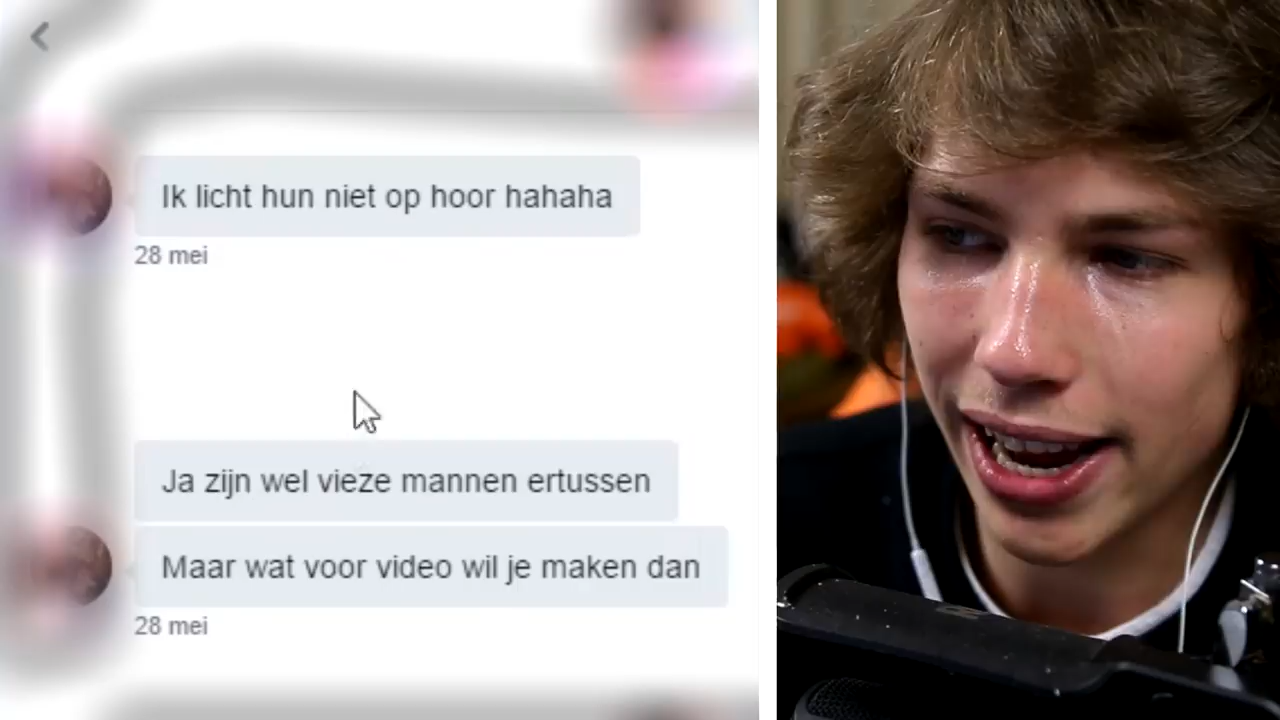 Ik licht hun niet op hoor hahaha
28 mei
Ja zijn wel vieze mannen ertussen
Maar wat voor video wil je maken dan
28 mei